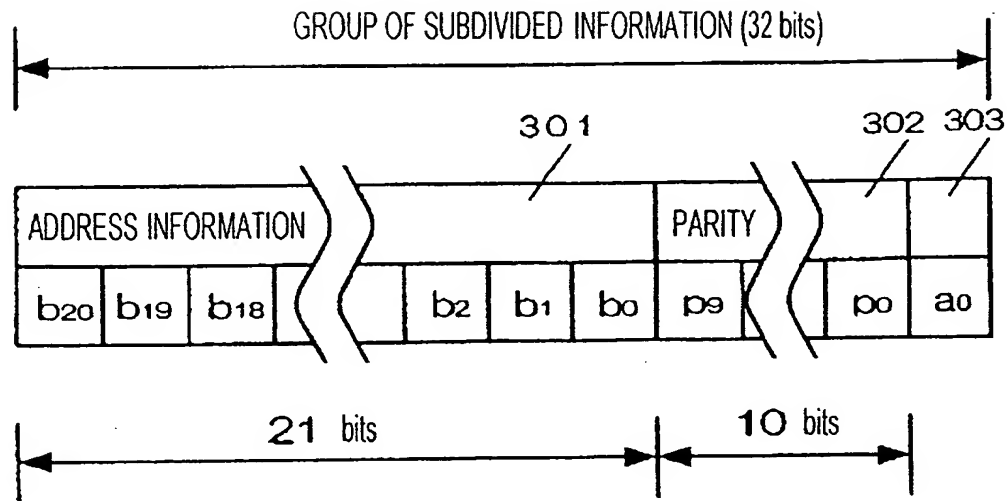 GROUP OF SUBDIVIDED INFORMATION (32 bits)
301 302 303
ADDRESS INFORMATION PARITY
b20 b19 b18 b2 b1 b0 p9 p0 a0
21 bits 10 bits